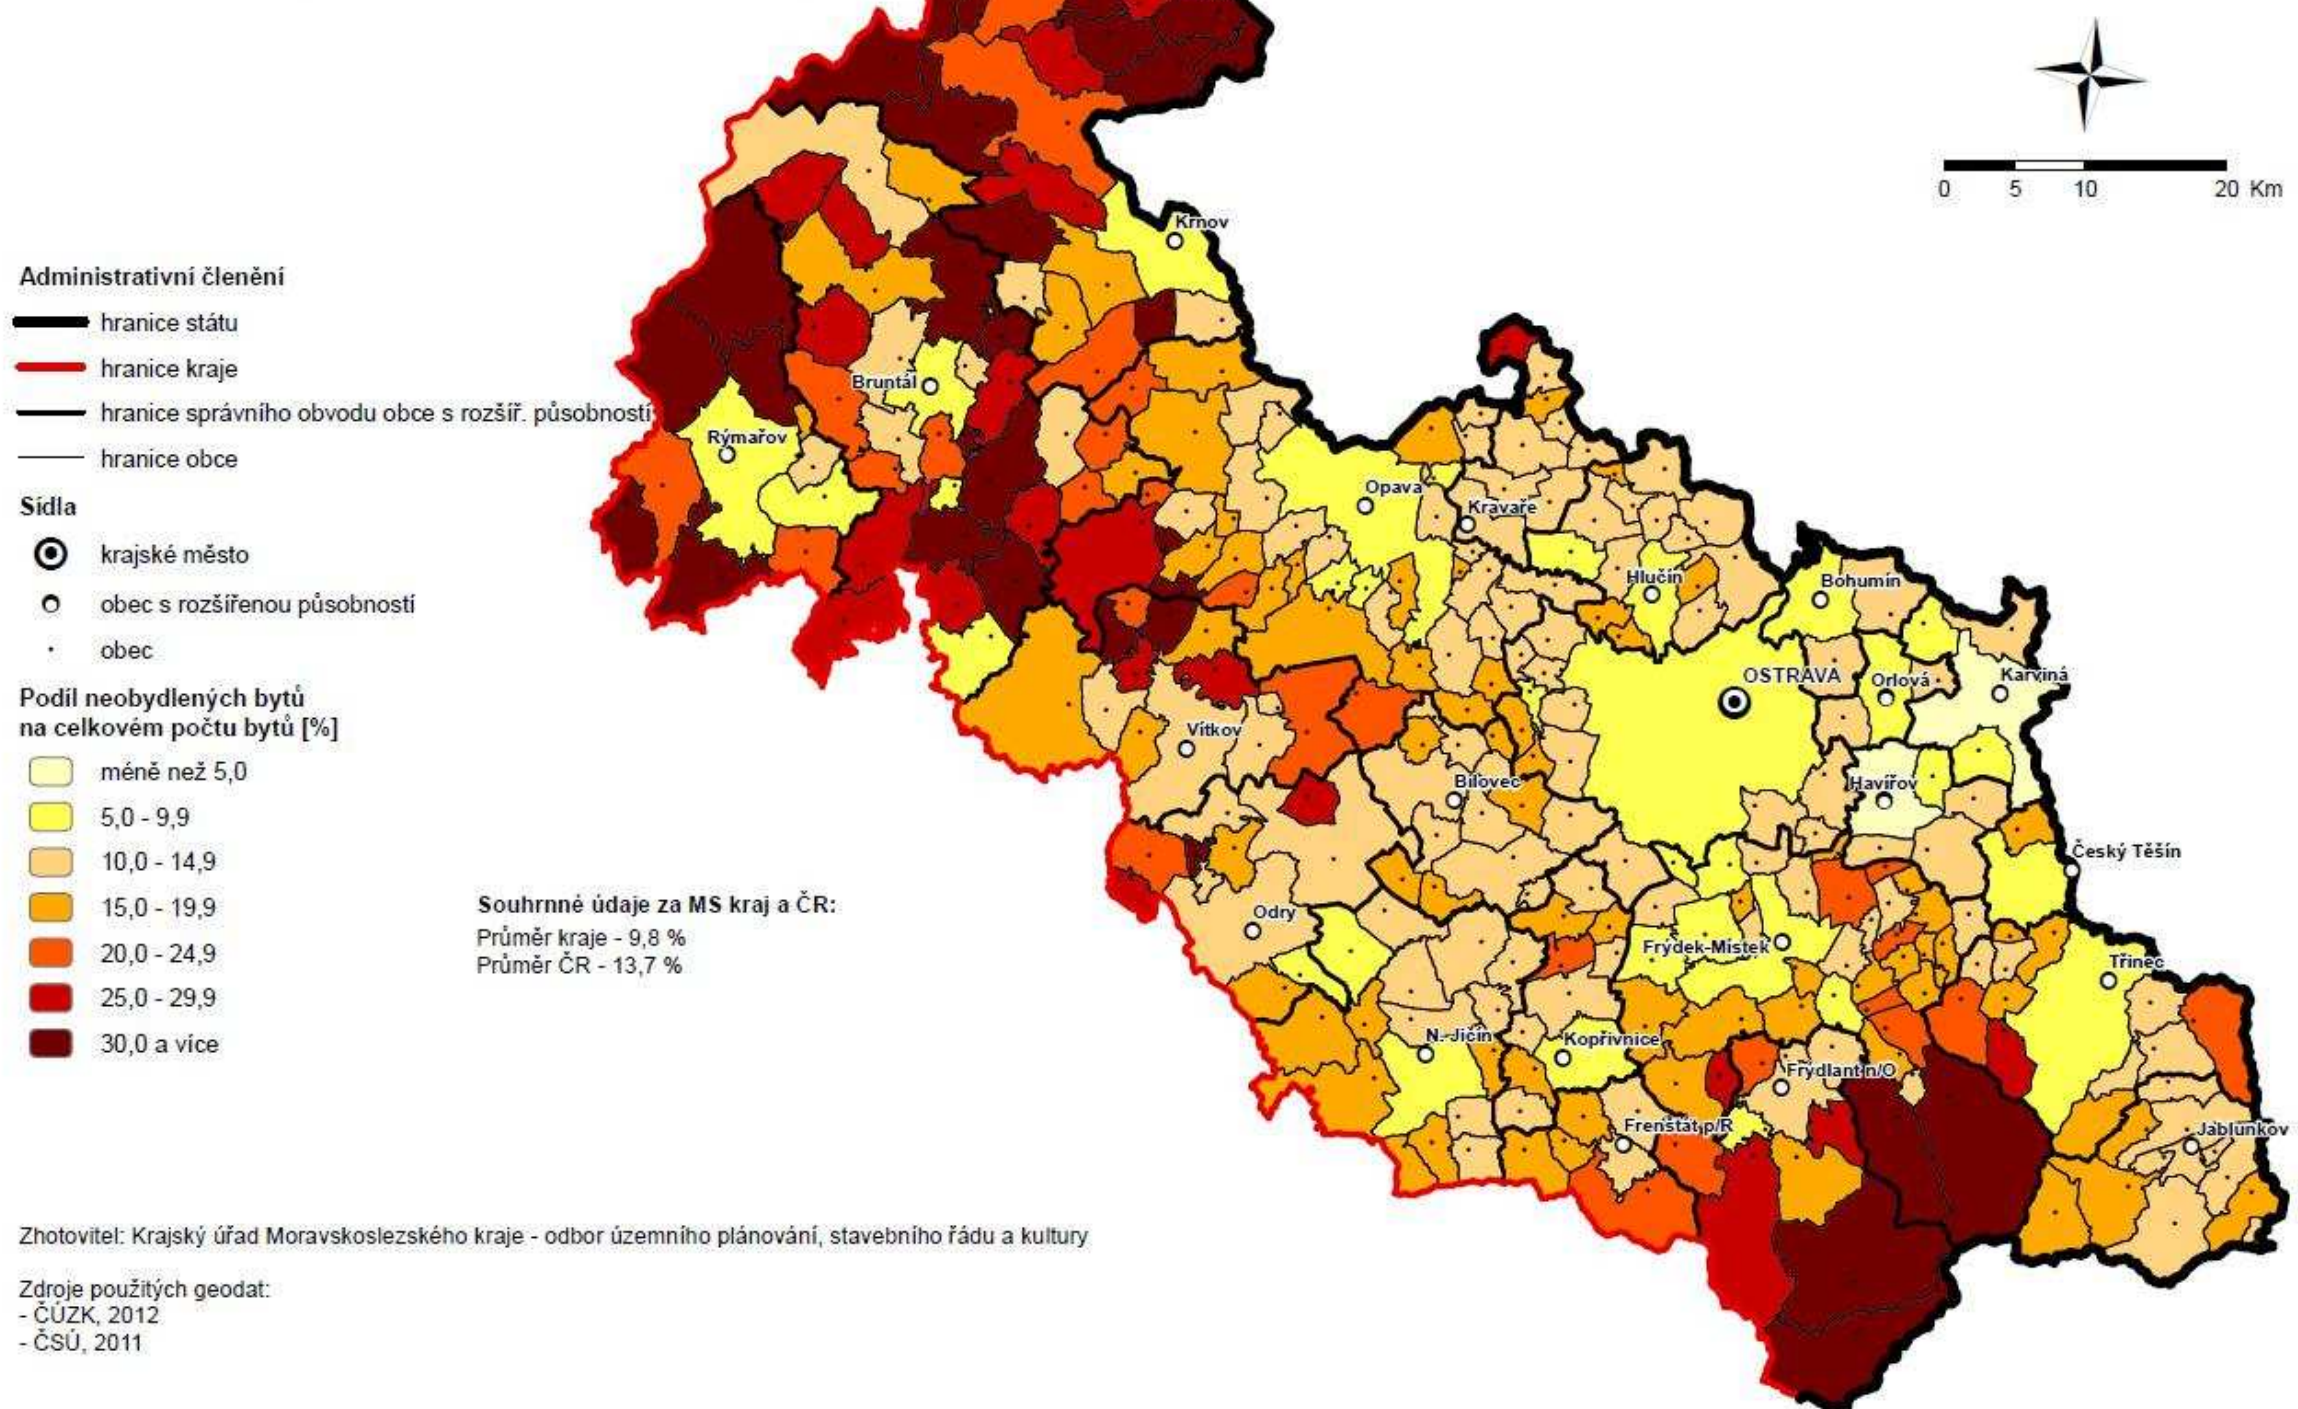 0 5 10 20 Km
Krnov
Administrativní členění
hranice státu
hranice kraje
hranice správního obvodu obce s rozšíř. působností
hranice obce
Sídla
krajské město
obec s rozšířenou působností
obec
Podíl neobydlených bytů
na celkovém počtu bytů [%]
méně než 5,0
5,0 - 9,9
10,0 - 14,9
15,0 - 19,9
20,0 - 24,9
25,0 - 29,9
30,0 a více
Souhrnné údaje za MS kraj a ČR:
Průměr kraje - 9,8 %
Průměr ČR - 13,7 %
Bruntál
Rýmařov
Opava
Kravaře
Hlučín
Bohumín
OSTRAVA
Orlová
Karviná
Vítkov
Bílovec
Havířov
Český Těšín
Odry
Frýdek-Místek
Třinec
N. Jičín
Kopřivnice
Frýdlant n/O
Frenštát p/R
Jablunkov
Zhotovitel: Krajský úřad Moravskoslezského kraje - odbor územního plánování, stavebního řádu a kultury
Zdroje použitých geodat:
- ČÚZK, 2012
- ČSÚ, 2011